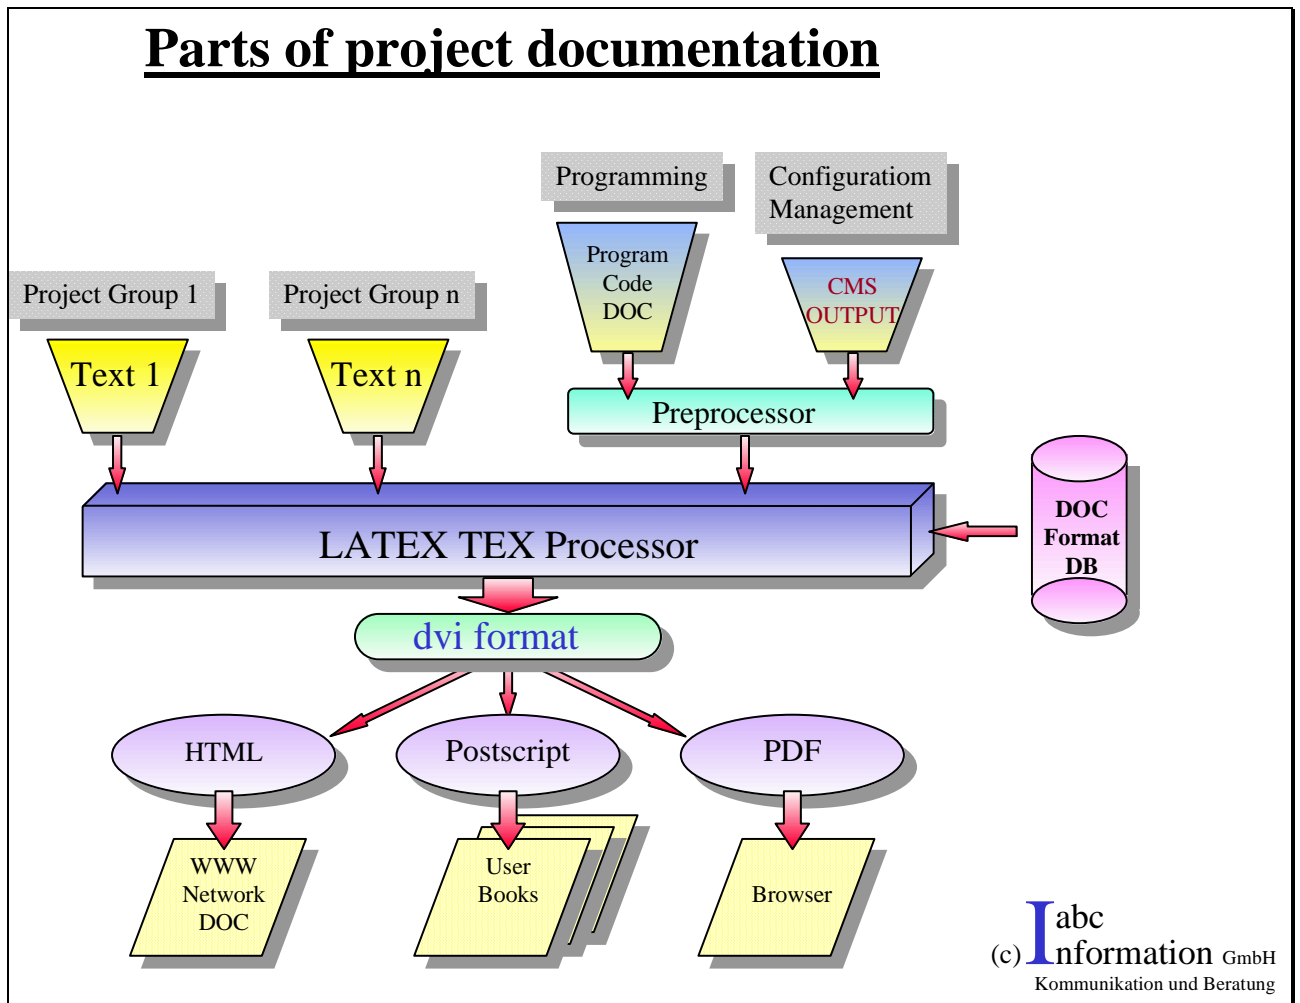 Parts of project documentation
Programming
Configuratiom
Management
Program
Code
DOC
CMS
OUTPUT
Project Group 1
Project Group n
Text 1
Text n
Preprocessor
DOC
Format
DB
LATEX TEX Processor
dvi format
HTML
Postscript
PDF
WWW
Network
DOC
User
Books
Browser
abc
(c) Information GmbH
Kommunikation und Beratung